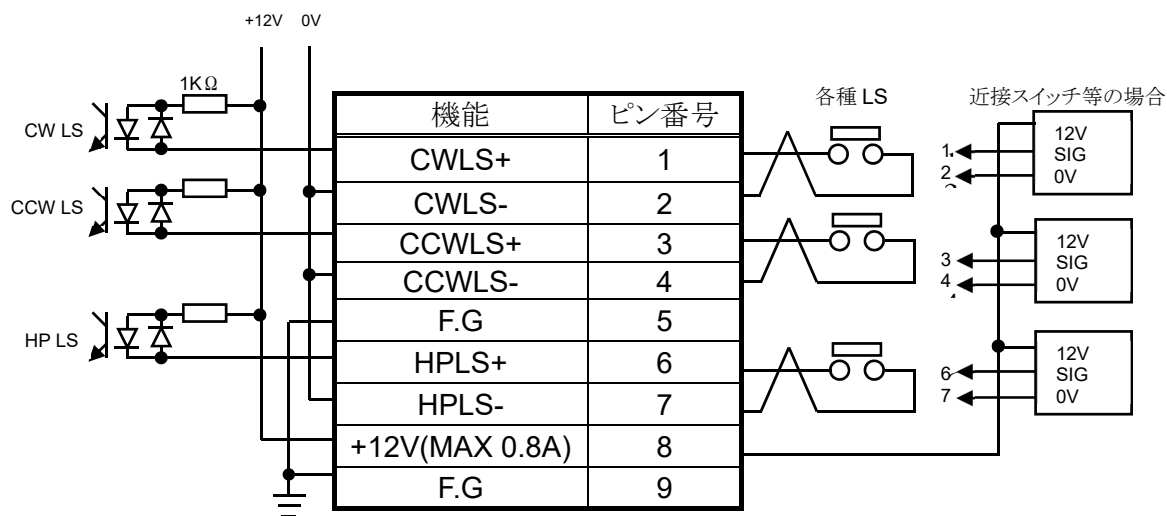 +12V 0V
1KΩ
CW LS
CCW LS
HP LS
機能 ピン番号
CWLS+ 1
CWLS- 2
CCWLS+ 3
CCWLS- 4
F.G 5
HPLS+ 6
HPLS- 7
+12V(MAX 0.8A) 8
F.G 9
各種 LS
近接スイッチ等の場合
12V
1 SIG
2 0V
12V
3 SIG
4 0V
12V
6 SIG
7 0V